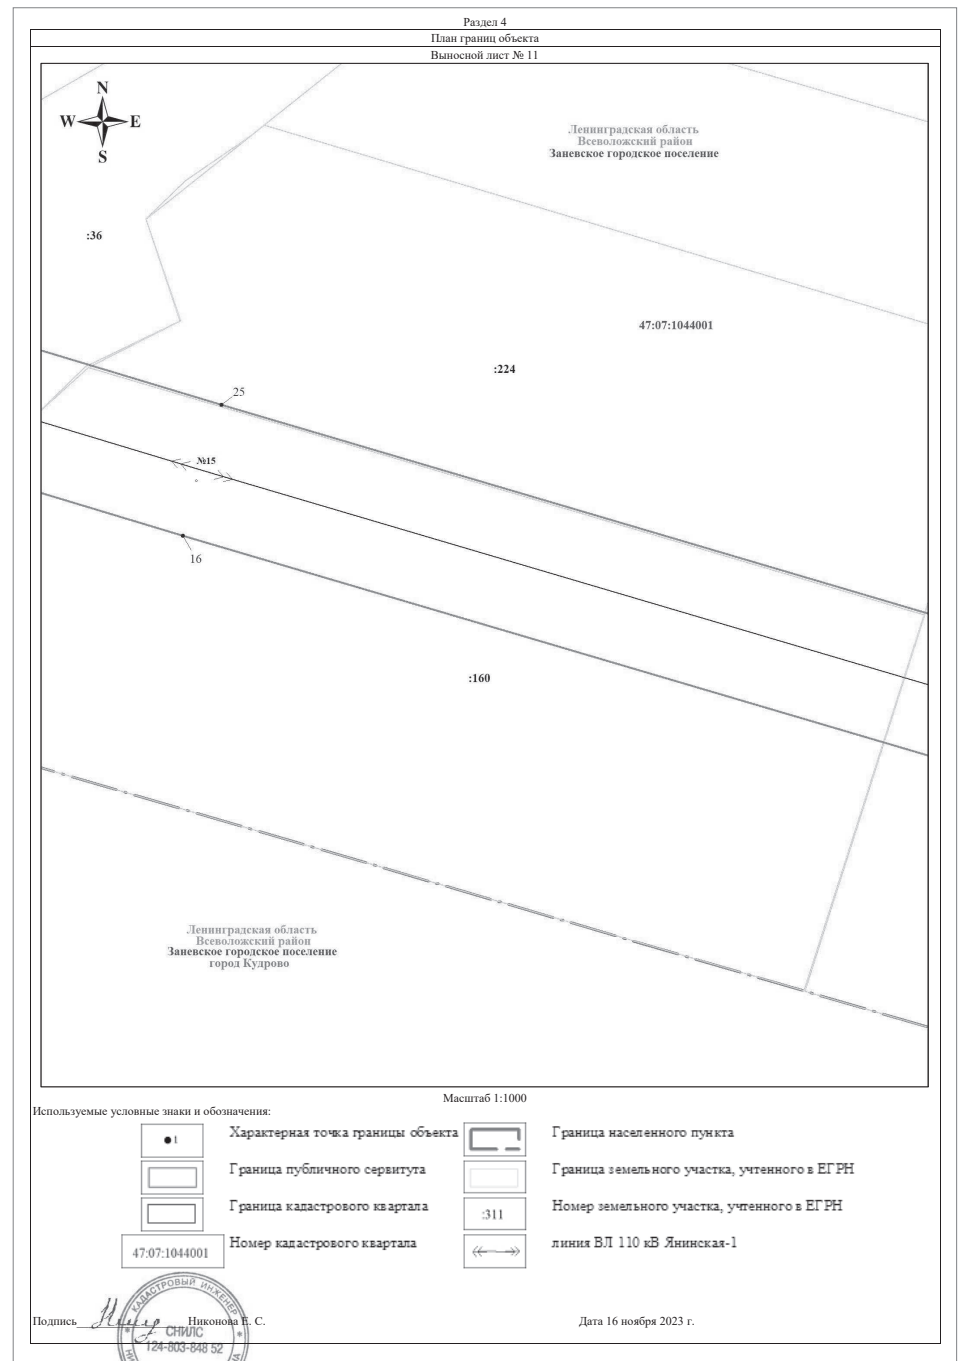 Раздел 4
План границ объекта
Выносной лист № 11
N
W E
S
Ленинградская область
Всеволожский район
Заневское городское поселение
:36
47:07:1044001
:224
25
№15
16
:160
Ленинградская область
Всеволожский район
Заневское городское поселение
город Кудрово
Масштаб 1:1000
Используемые условные знаки и обозначения:
1 Характерная точка границы объекта
Граница населенного пункта
Граница публичного сервитута
Граница земельного участка, учтенного в ЕГРН
Граница кадастрового квартала
:311 Номер земельного участка, учтенного в ЕГРН
47:07:1044001 Номер кадастрового квартала
линия ВЛ 110 кВ Янинская-1
КАДАСТРОВЫЙ ИНЖЕНЕР
Подпись Никонова Е. С. Дата 16 ноября 2023 г.
СНИЛС
124-803-848 52